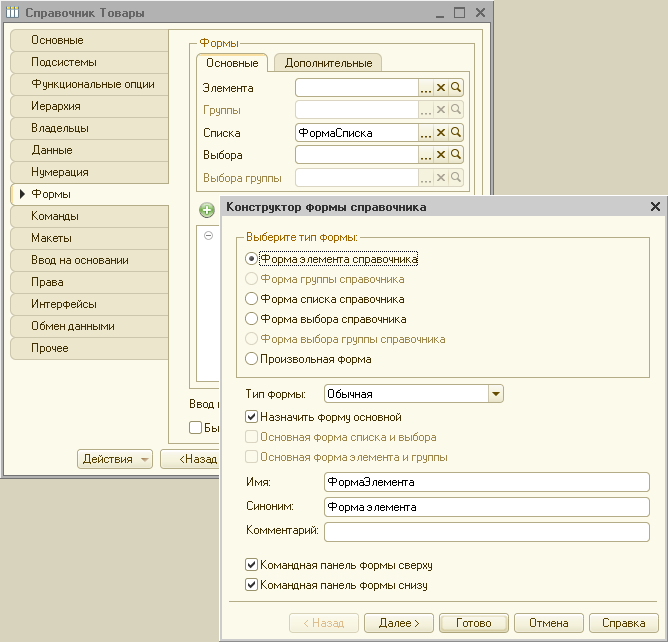 Справочник Товары
Основные
Подсистемы
Функциональные опции
Иерархия
Владельцы
Данные
Нумерация
Формы
Команды
Макеты
Ввод на основании
Права
Интерфейсы
Обмен данными
Прочее
Формы
Основные Дополнительные
Элемента ...
Группы ...
Списка ФормаСписка ...
Выбора ...
Выбора группы ...
Ввод
Бы
Действия <Назад
Конструктор формы справочника
Выберите тип формы:
Форма элемента справочника
Форма группы справочника
Форма списка справочника
Форма выбора справочника
Форма выбора группы справочника
Произвольная форма
Тип формы: Обычная
Назначить форму основной
Основная форма списка и выбора
Основная форма элемента и группы
Имя: ФормаЭлемента
Синоним: Форма элемента
Комментарий:
Командная панель формы сверху
Командная панель формы снизу
< Назад Далее > Готово Отмена Справка